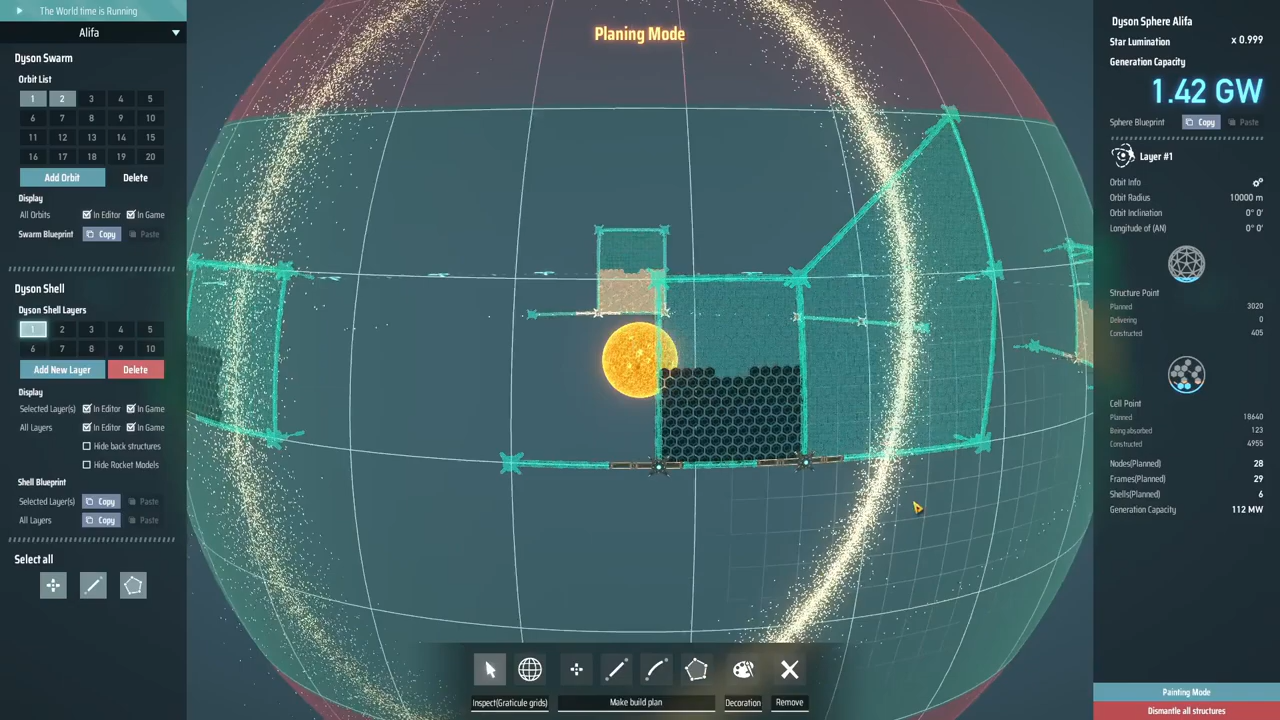 The World time is Running
Alifa
Dyson Swarm
Orbit List
1 2 3 4 5
6 7 8 9 10
11 12 13 14 15
16 17 18 19 20
Add Orbit Delete
Display
All Orbits In Editor In Game
Swarm Blueprint Copy Paste
Dyson Shell
Dyson Shell Layers
1 2 3 4 5
6 7 8 9 10
Add New Layer Delete
Display
Selected Layer(s) In Editor In Game
All Layers In Editor In Game
Hide back structures
Hide Rocket Models
Shell Blueprint
Selected Layer(s) Copy Paste
All Layers Copy Paste
Select all
Planing Mode
Inspect(Graticule grids) Make build plan Decoration Remove
Dyson Sphere Alifa
Star Lumination x 0.999
Generation Capacity
1.42 GW
Sphere Blueprint Copy Paste
Layer #1
Orbit Info
Orbit Radius 10000 m
Orbit Inclination 0° 0'
Longitude of (AN) 0° 0'
Structure Point
Planned 3020
Delivering 0
Constructed 405
Cell Point
Planned 18640
Being absorbed 123
Constructed 4955
Nodes(Planned) 28
Frames(Planned) 29
Shells(Planned) 6
Generation Capacity 112 MW
Painting Mode
Dismantle all structures